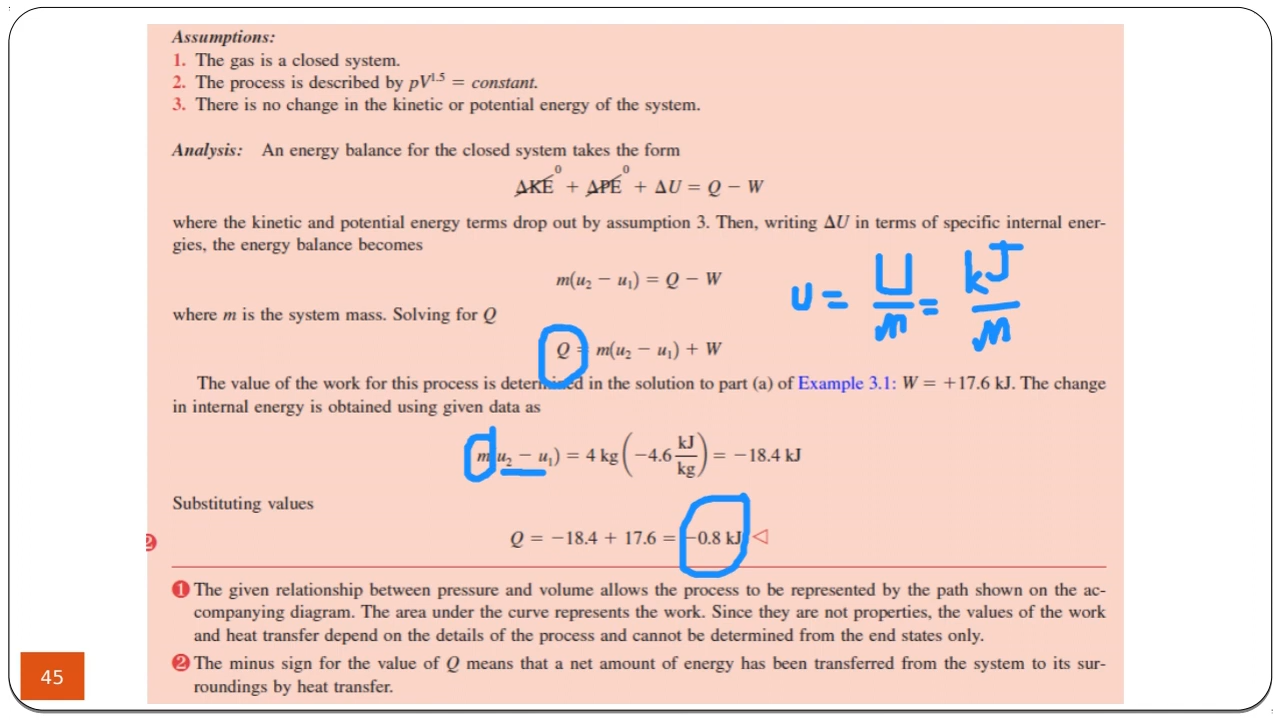 Assumptions:
1. The gas is a closed system.
2. The process is described by pV^1.5 = constant.
3. There is no change in the kinetic or potential energy of the system.
Analysis: An energy balance for the closed system takes the form
ΔKE^0 + ΔPE^0 + ΔU = Q − W
where the kinetic and potential energy terms drop out by assumption 3. Then, writing ΔU in terms of specific internal ener-
gies, the energy balance becomes
m(u₂ − u₁) = Q − W
u = U/m = kJ/m
where m is the system mass. Solving for Q
Q = m(u₂ − u₁) + W
The value of the work for this process is determined in the solution to part (a) of Example 3.1: W = +17.6 kJ. The change
in internal energy is obtained using given data as
m(u₂ − u₁) = 4 kg(−4.6 kJ/kg) = −18.4 kJ
Substituting values
❷ Q = −18.4 + 17.6 = −0.8 kJ ◁
❶ The given relationship between pressure and volume allows the process to be represented by the path shown on the ac-
companying diagram. The area under the curve represents the work. Since they are not properties, the values of the work
and heat transfer depend on the details of the process and cannot be determined from the end states only.
❷ The minus sign for the value of Q means that a net amount of energy has been transferred from the system to its sur-
roundings by heat transfer.
45